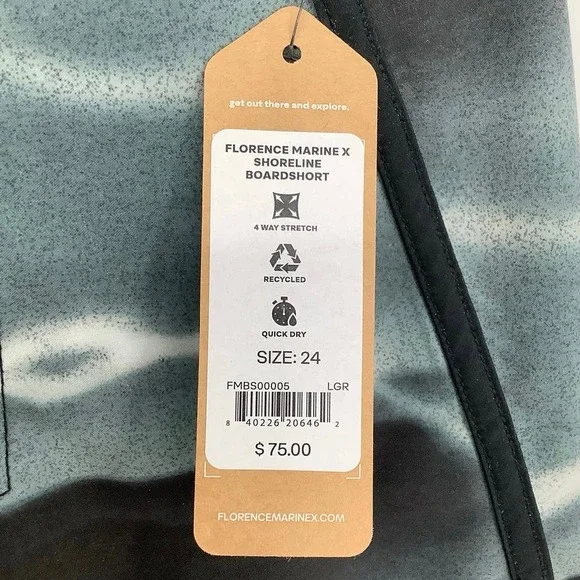 get out there and explore.
FLORENCE MARINE X
SHORELINE
BOARDSHORT
4 WAY STRETCH
RECYCLED
QUICK DRY
SIZE: 24
FMBS00005 LGR
8 40226 20646 2
$ 75.00
FLORENCEMARINEX.COM